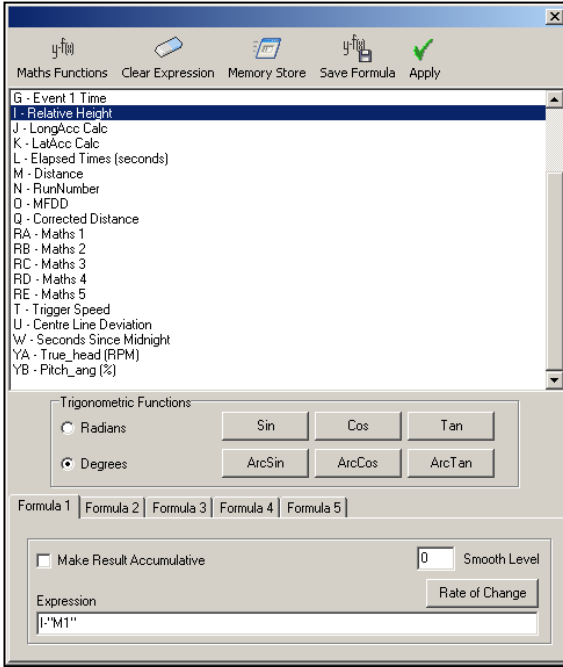 y-f(x)
y-f(x)
Maths Functions Clear Expression Memory Store Save Formula Apply
G - Event 1 Time
I - Relative Height
J - LongAcc Calc
K - LatAcc Calc
L - Elapsed Times (seconds)
M - Distance
N - RunNumber
O - MFDD
Q - Corrected Distance
RA - Maths 1
RB - Maths 2
RC - Maths 3
RD - Maths 4
RE - Maths 5
T - Trigger Speed
U - Centre Line Deviation
W - Seconds Since Midnight
YA - True_head (RPM)
YB - Pitch_ang (%)
Trigonometric Functions
Radians Sin Cos Tan
Degrees ArcSin ArcCos ArcTan
Formula 1 Formula 2 Formula 3 Formula 4 Formula 5
Make Result Accumulative 0 Smooth Level
Rate of Change
Expression
I-"M1"